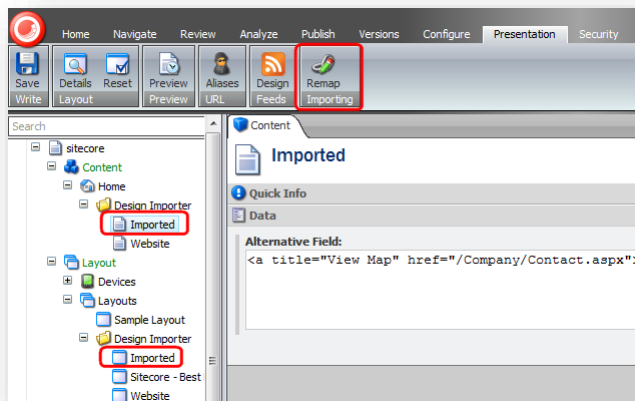 Home Navigate Review Analyze Publish Versions Configure Presentation Security
Save Details Reset Preview Aliases Design Remap
Write Layout Preview URL Feeds Importing
Search
sitecore
Content
Home
Design Importer
Imported
Website
Layout
Devices
Layouts
Sample Layout
Design Importer
Imported
Sitecore - Best
Website
Content
Imported
Quick Info
Data
Alternative Field:
<a title="View Map" href="/Company/Contact.aspx">